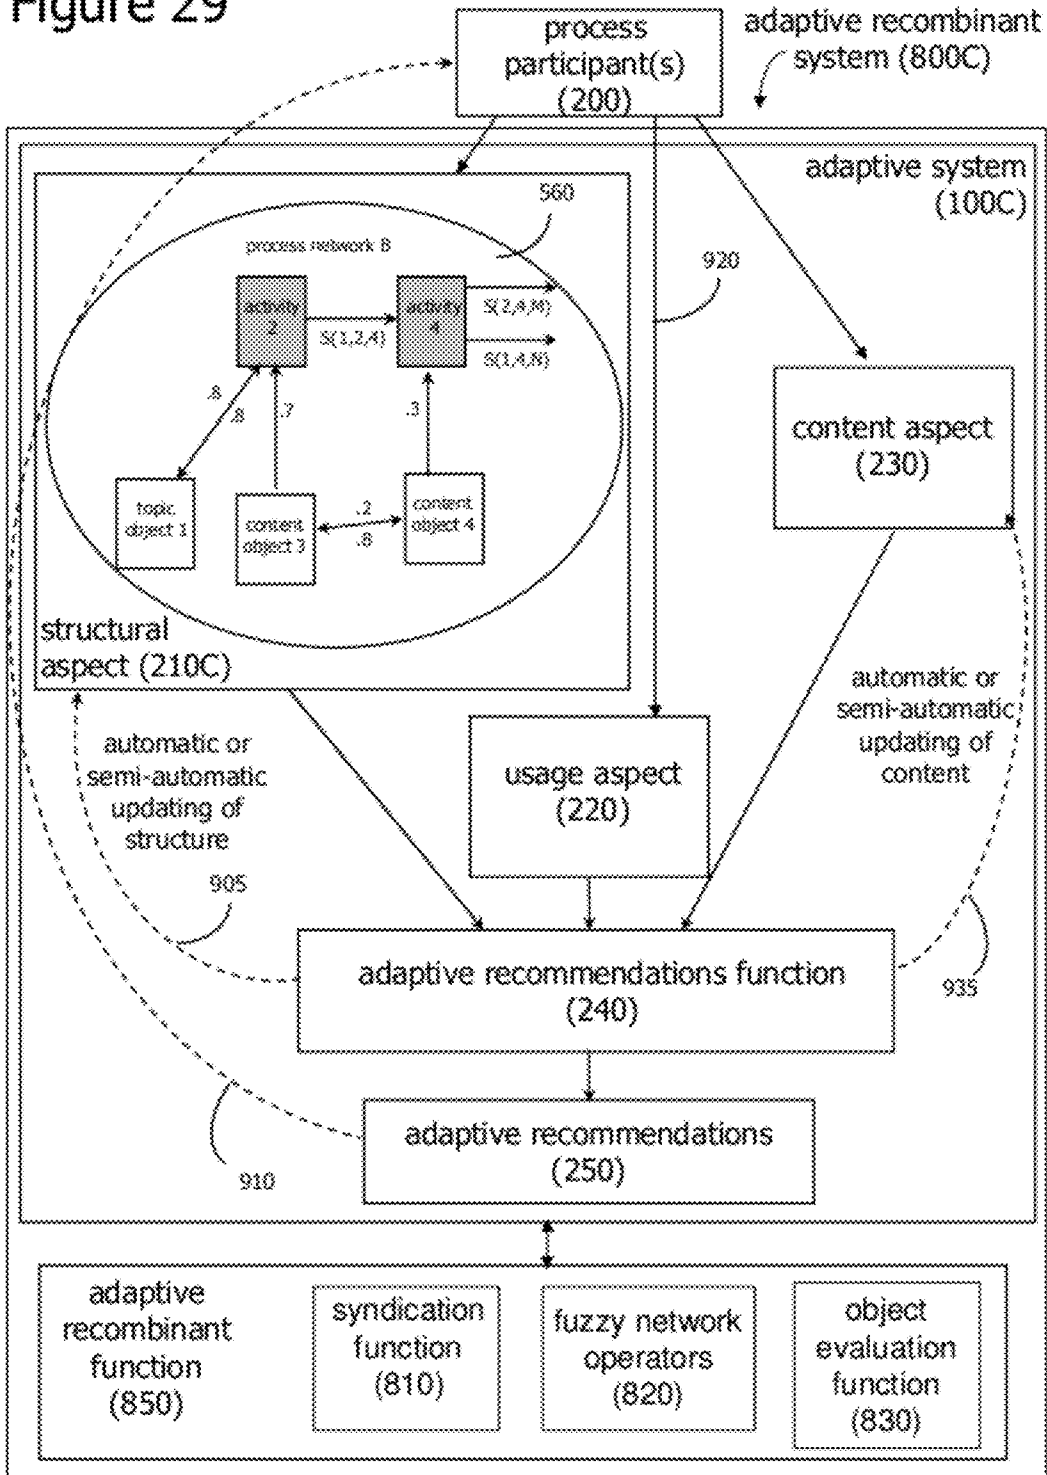 Figure 29
process
participant(s)
(200)
adaptive recombinant
system (800C)
adaptive system
(100C)
560
process network B
920
activity
2
activity
4
S(1,2,4)
S(2,4,M)
S(1,4,N)
.8
.8
.7
.3
content aspect
(230)
topic
object 1
content
object 3
.2
.8
content
object 4
structural
aspect (210C)
automatic or
semi-automatic
updating of
content
automatic or
semi-automatic
updating of
structure
usage aspect
(220)
905
935
adaptive recommendations function
(240)
910
adaptive recommendations
(250)
adaptive
recombinant
function
(850)
syndication
function
(810)
fuzzy network
operators
(820)
object
evaluation
function
(830)